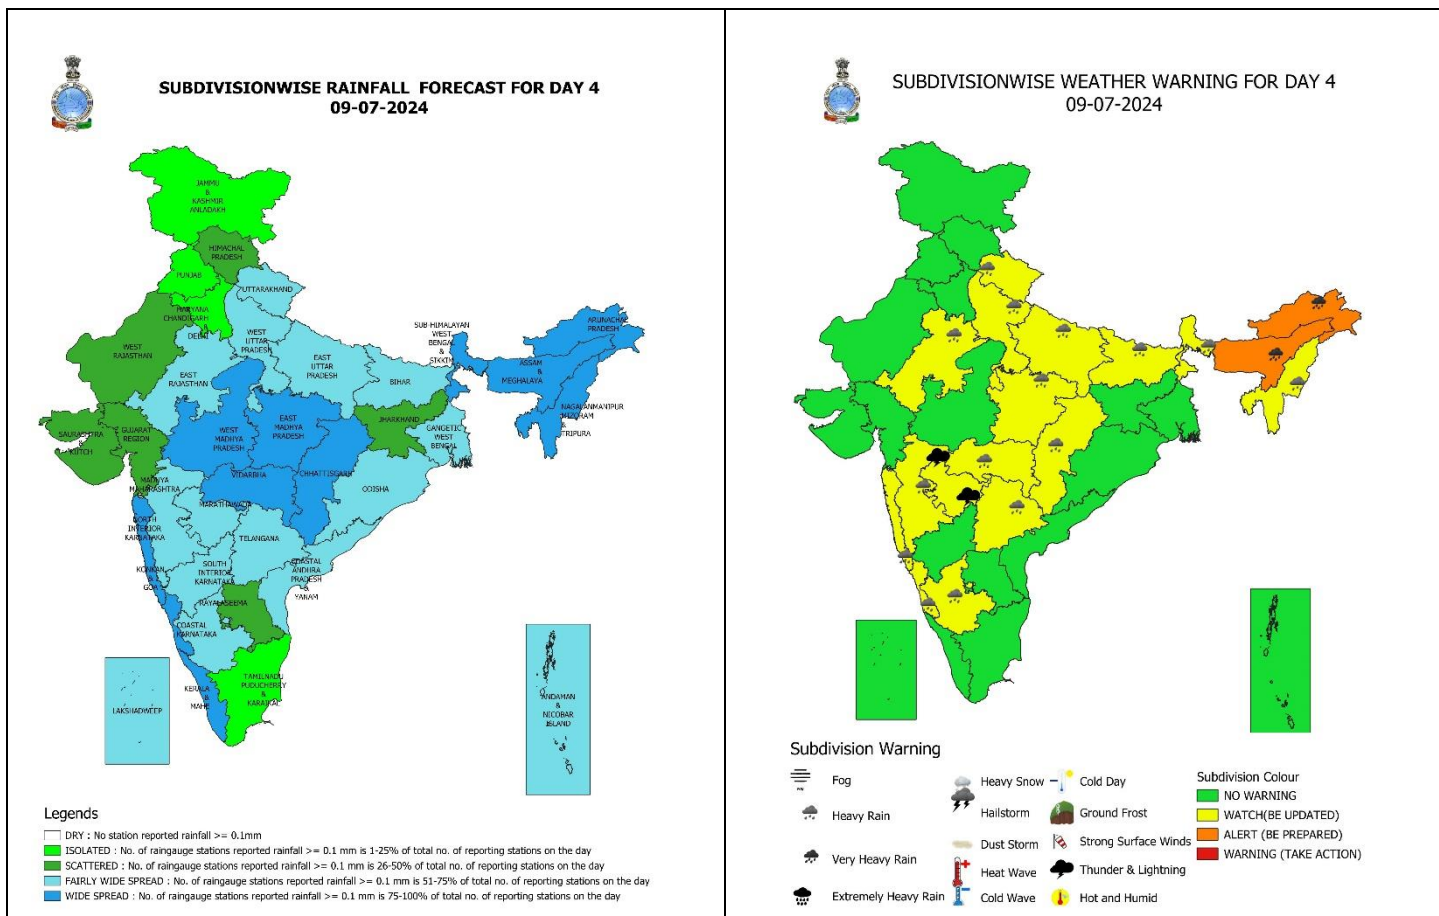 SUBDIVISIONWISE RAINFALL FORECAST FOR DAY 4
09-07-2024
JAMMU
&
KASHMIR
ANLADAKH
HIMACHAL
PRADESH
PUNJAB
UTTARAKHAND
HARYANA
CHANDIGARH
&
DELHI
WEST
UTTAR
PRADESH
WEST
RAJASTHAN
EAST
UTTAR
PRADESH
EAST
RAJASTHAN
BIHAR
SUB-HIMALAYAN
WEST
BENGAL
&
SIKKIM
ARUNACHAL
PRADESH
ASSAM
&
MEGHALAYA
NAGALANMANIPUR
MIZORAM
&
TRIPURA
JHARKHAND
GANGETIC
WEST
BENGAL
SAURASHTRA
&
KUTCH
GUJARAT
REGION
WEST
MADHYA
PRADESH
EAST
MADHYA
PRADESH
VIDARBHA
CHHATTISGARH
ODISHA
MADHYA
MAHARASHTRA
MARATHAWADA
NORTH
INTERIOR
KARNATAKA
TELANGANA
KONKAN
&
GOA
SOUTH
INTERIOR
KARNATAKA
COASTAL
ANDHRA
PRADESH
&
YANAM
RAYALASEEMA
COASTAL
KARNATAKA
TAMILNADU
PUDUCHERRY
&
KARAIKAL
KERALA
&
MAHE
LAKSHADWEEP
ANDAMAN
&
NICOBAR
ISLAND
Legends
DRY : No station reported rainfall >= 0.1mm
ISOLATED : No. of raingauge stations reported rainfall >= 0.1 mm is 1-25% of total no. of reporting stations on the day
SCATTERED : No. of raingauge stations reported rainfall >= 0.1 mm is 26-50% of total no. of reporting stations on the day
FAIRLY WIDE SPREAD : No. of raingauge stations reported rainfall >= 0.1 mm is 51-75% of total no. of reporting stations on the day
WIDE SPREAD : No. of raingauge stations reported rainfall >= 0.1 mm is 75-100% of total no. of reporting stations on the day
SUBDIVISIONWISE WEATHER WARNING FOR DAY 4
09-07-2024
Subdivision Warning
Fog
Heavy Rain
Very Heavy Rain
Extremely Heavy Rain
Heavy Snow
Hailstorm
Dust Storm
Heat Wave
Cold Wave
Cold Day
Ground Frost
Strong Surface Winds
Thunder & Lightning
Hot and Humid
Subdivision Colour
NO WARNING
WATCH(BE UPDATED)
ALERT (BE PREPARED)
WARNING (TAKE ACTION)